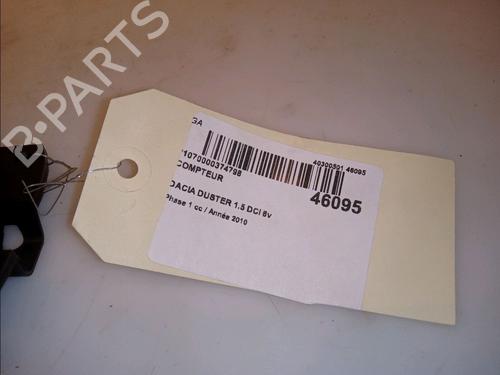 B-PARTS
GA
40300501 46095
*1070000374798
COMPTEUR
46095
DACIA DUSTER 1.5 DCI 8v
Phase 1 cc / Année 2010